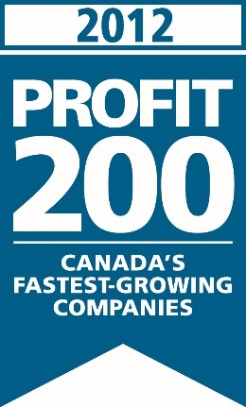 2012
PROFIT
200
CANADA'S
FASTEST-GROWING
COMPANIES